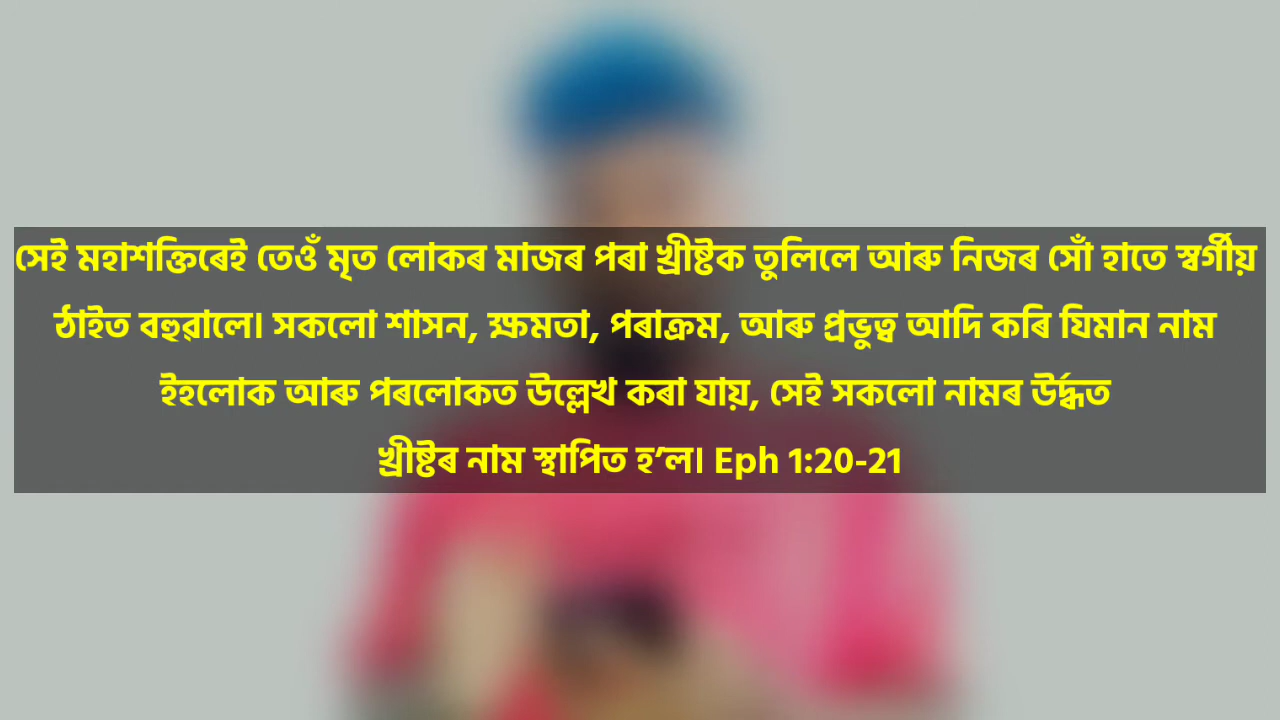 সেই মহাশক্তিৰেই তেওঁ মৃত লোকৰ মাজৰ পৰা খ্ৰীষ্টক তুলিলে আৰু নিজৰ সোঁ হাতে স্বৰ্গীয়
ঠাইত বহুৱালে। সকলো শাসন, ক্ষমতা, পৰাক্ৰম, আৰু প্ৰভুত্ব আদি কৰি যিমান নাম
ইহলোক আৰু পৰলোকত উল্লেখ কৰা যায়, সেই সকলো নামৰ উৰ্দ্ধত
খ্ৰীষ্টৰ নাম স্থাপিত হ’ল। Eph 1:20-21